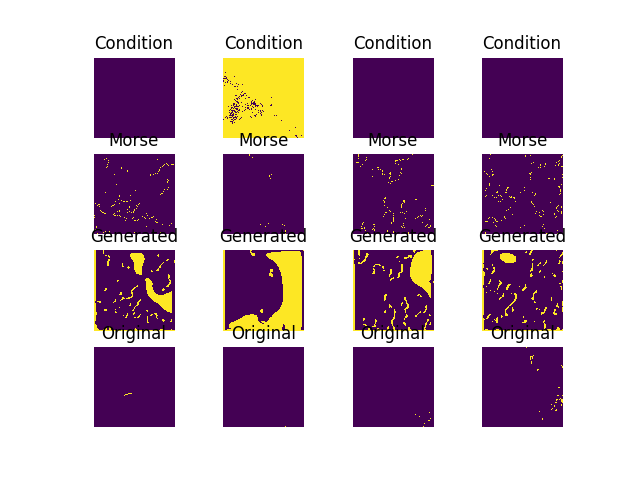 Condition Condition Condition Condition
Morse Morse Morse Morse
Generated Generated Generated Generated
Original Original Original Original